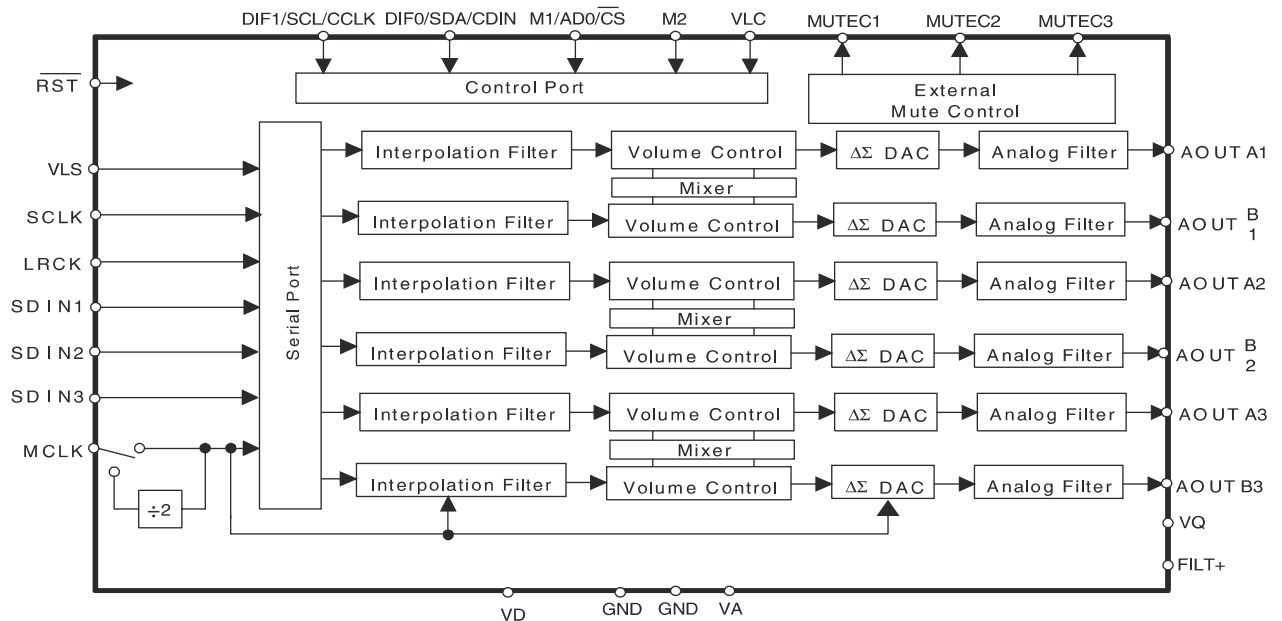 DIF1/SCL/CCLK DIF0/SDA/CDIN M1/AD0/CS M2 VLC MUTEC1 MUTEC2 MUTEC3
RST
Control Port
External
Mute Control
Serial Port
Interpolation Filter Volume Control ΔΣ DAC Analog Filter AOUT A1
VLS
Mixer
SCLK
Interpolation Filter Volume Control ΔΣ DAC Analog Filter AOUT B
1
LRCK
Interpolation Filter Volume Control ΔΣ DAC Analog Filter AOUT A2
SDIN1
Mixer
SDIN2
Interpolation Filter Volume Control ΔΣ DAC Analog Filter AOUT B
2
SDIN3
Interpolation Filter Volume Control ΔΣ DAC Analog Filter AOUT A3
MCLK
Mixer
Interpolation Filter Volume Control ΔΣ DAC Analog Filter AOUT B3
÷2
VQ
FILT+
VD GND GND VA